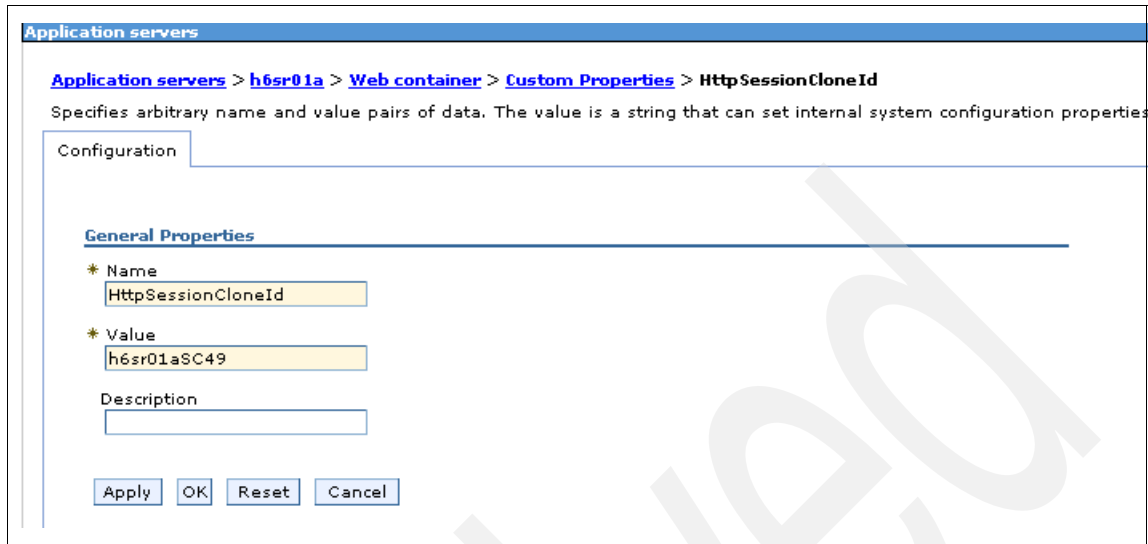 Application servers
Application servers > h6sr01a > Web container > Custom Properties > HttpSessionCloneId
Specifies arbitrary name and value pairs of data. The value is a string that can set internal system configuration properties
Configuration
General Properties
* Name
HttpSessionCloneId
* Value
h6sr01aSC49
Description
Apply OK Reset Cancel